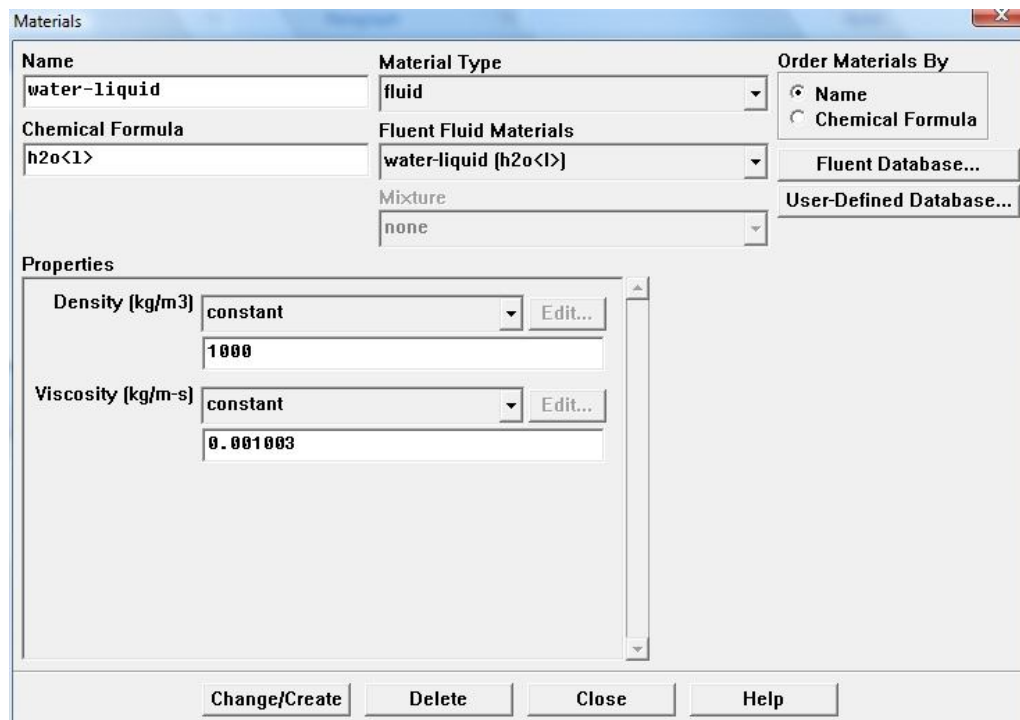 Materials
Name
water-liquid
Chemical Formula
h2o<l>
Material Type
fluid
Fluent Fluid Materials
water-liquid (h2o<l>)
Mixture
none
Order Materials By
Name
Chemical Formula
Fluent Database...
User-Defined Database...
Properties
Density (kg/m3)
constant
Edit...
1000
Viscosity (kg/m-s)
constant
Edit...
0.001003
Change/Create
Delete
Close
Help